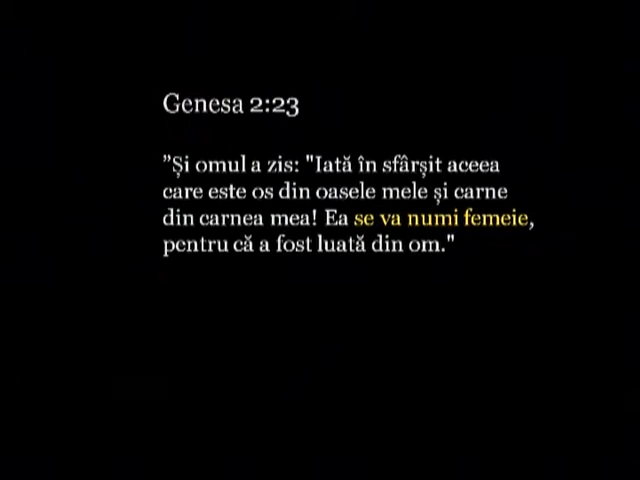 Genesa 2:23
”Și omul a zis: "Iată în sfârșit aceea
care este os din oasele mele și carne
din carnea mea! Ea se va numi femeie,
pentru că a fost luată din om."